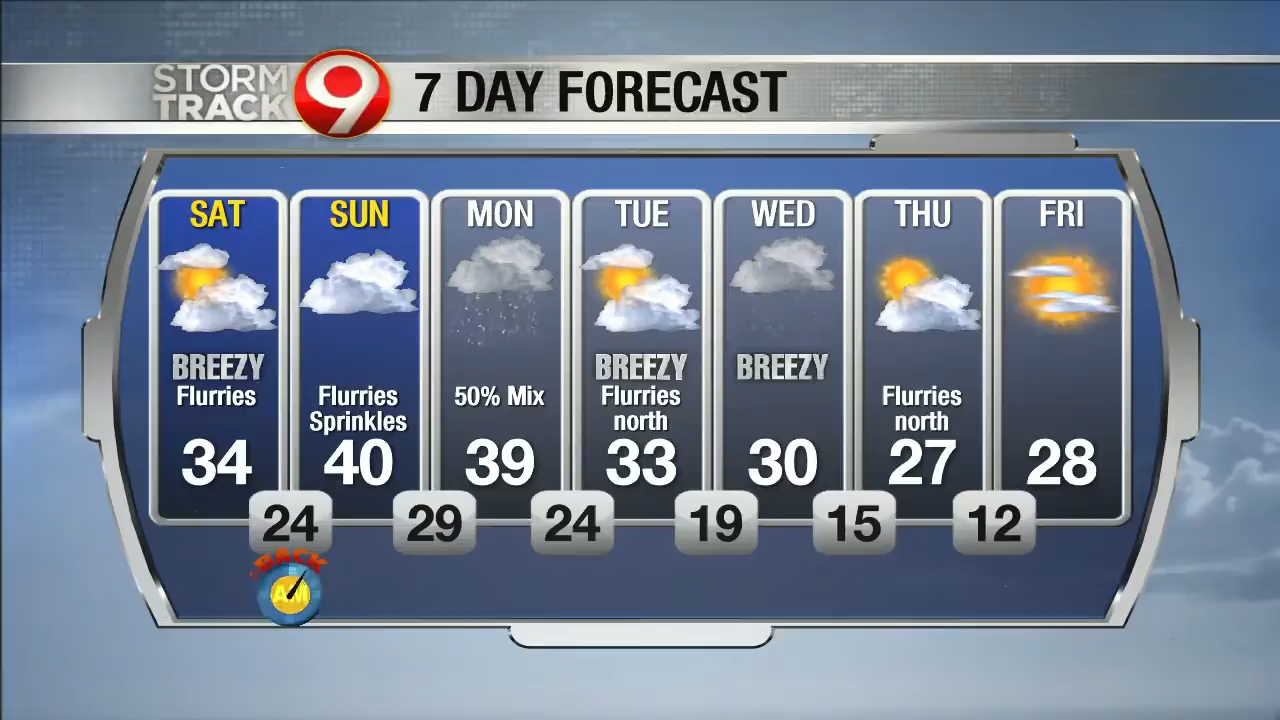 STORM
TRACK 9
7 DAY FORECAST
SAT
SUN
MON
TUE
WED
THU
FRI
BREEZY
Flurries
Flurries
Sprinkles
50% Mix
BREEZY
Flurries
north
BREEZY
Flurries
north
34
40
39
33
30
27
28
24
29
24
19
15
12
BACK
AM